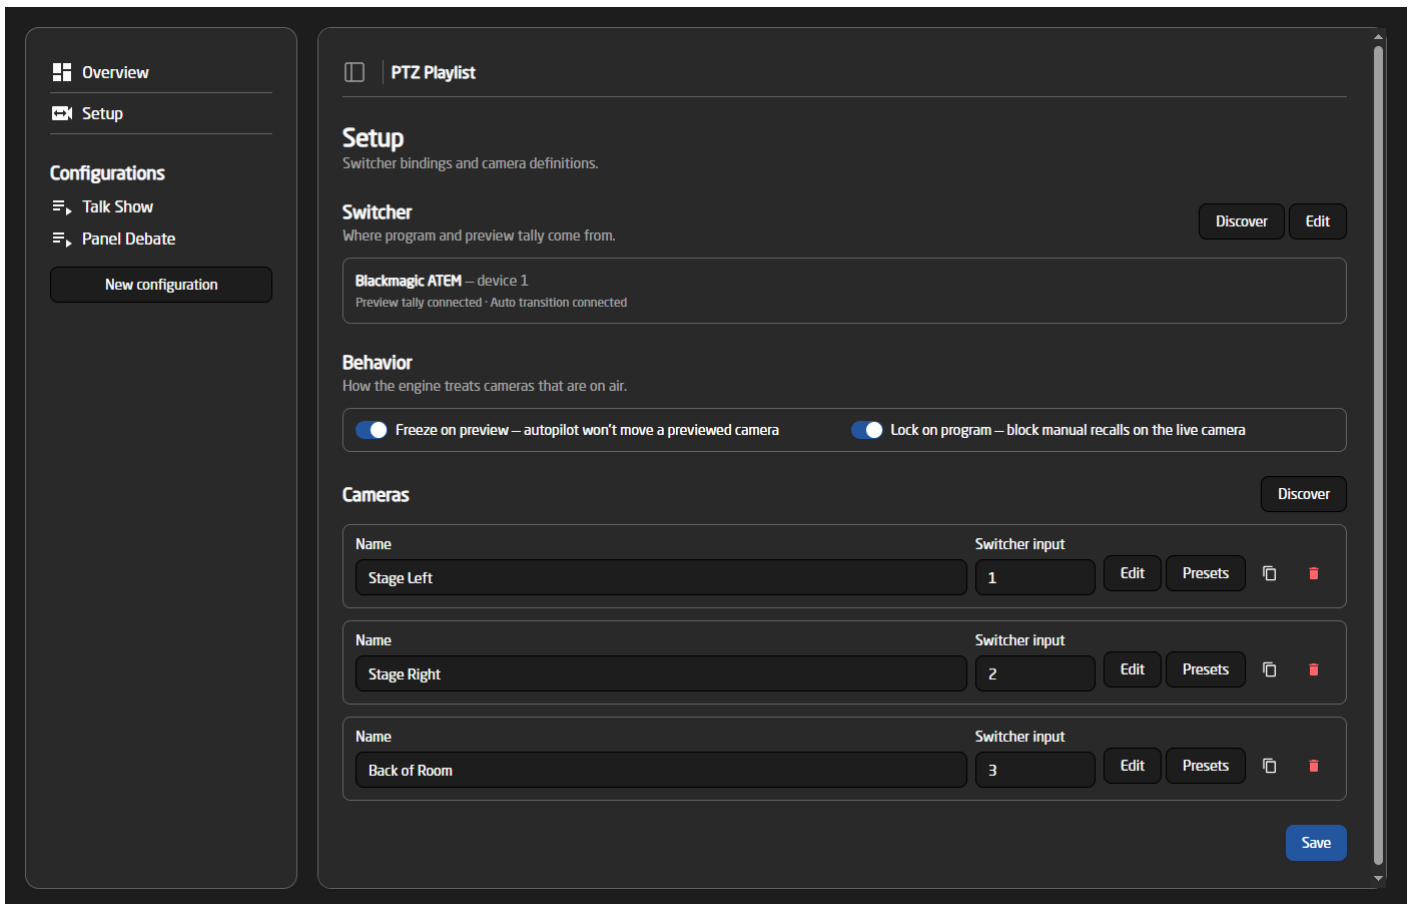 Overview
Setup
Configurations
Talk Show
Panel Debate
New configuration
PTZ Playlist
Setup
Switcher bindings and camera definitions.
Switcher
Where program and preview tally come from.
Discover
Edit
Blackmagic ATEM — device 1
Preview tally connected · Auto transition connected
Behavior
How the engine treats cameras that are on air.
Freeze on preview — autopilot won't move a previewed camera
Lock on program — block manual recalls on the live camera
Cameras
Discover
Name
Switcher input
Stage Left
1
Edit
Presets
Name
Switcher input
Stage Right
2
Edit
Presets
Name
Switcher input
Back of Room
3
Edit
Presets
Save